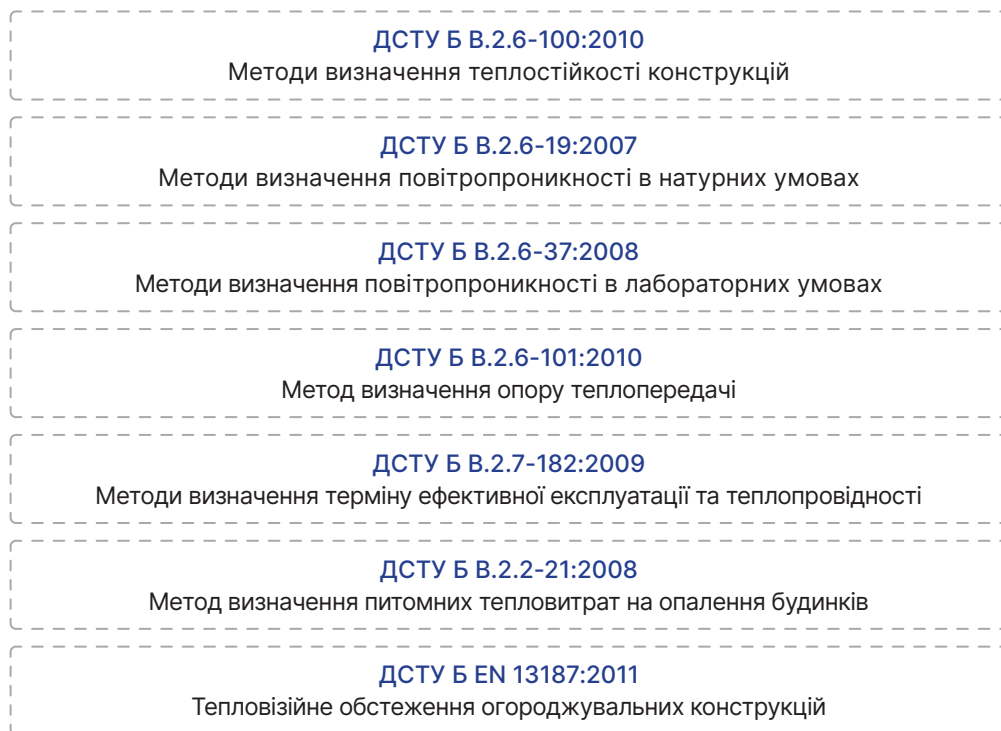 ДСТУ Б В.2.6-100:2010
Методи визначення теплостійкості конструкцій
ДСТУ Б В.2.6-19:2007
Методи визначення повітропроникності в натурних умовах
ДСТУ Б В.2.6-37:2008
Методи визначення повітропроникності в лабораторних умовах
ДСТУ Б В.2.6-101:2010
Метод визначення опору теплопередачі
ДСТУ Б В.2.7-182:2009
Методи визначення терміну ефективної експлуатації та теплопровідності
ДСТУ Б В.2.2-21:2008
Метод визначення питомних тепловитрат на опалення будинків
ДСТУ Б EN 13187:2011
Тепловізійне обстеження огороджувальних конструкцій